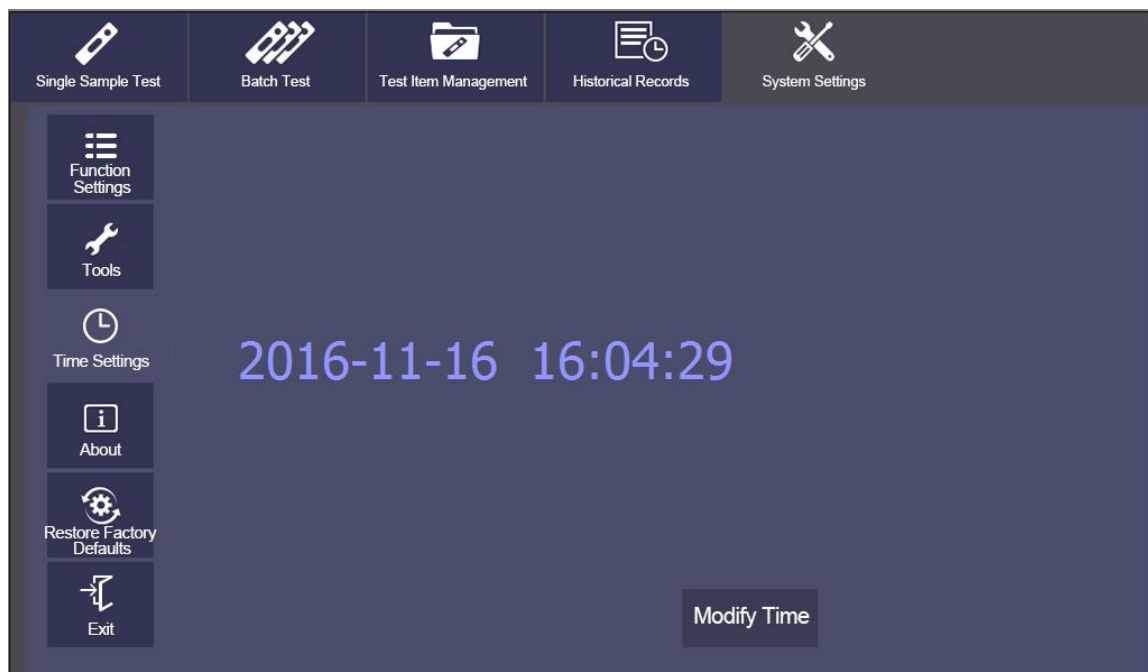 Single Sample Test
Batch Test
Test Item Management
Historical Records
System Settings
Function
Settings
Tools
Time Settings
2016-11-16 16:04:29
About
Restore Factory
Defaults
Exit
Modify Time